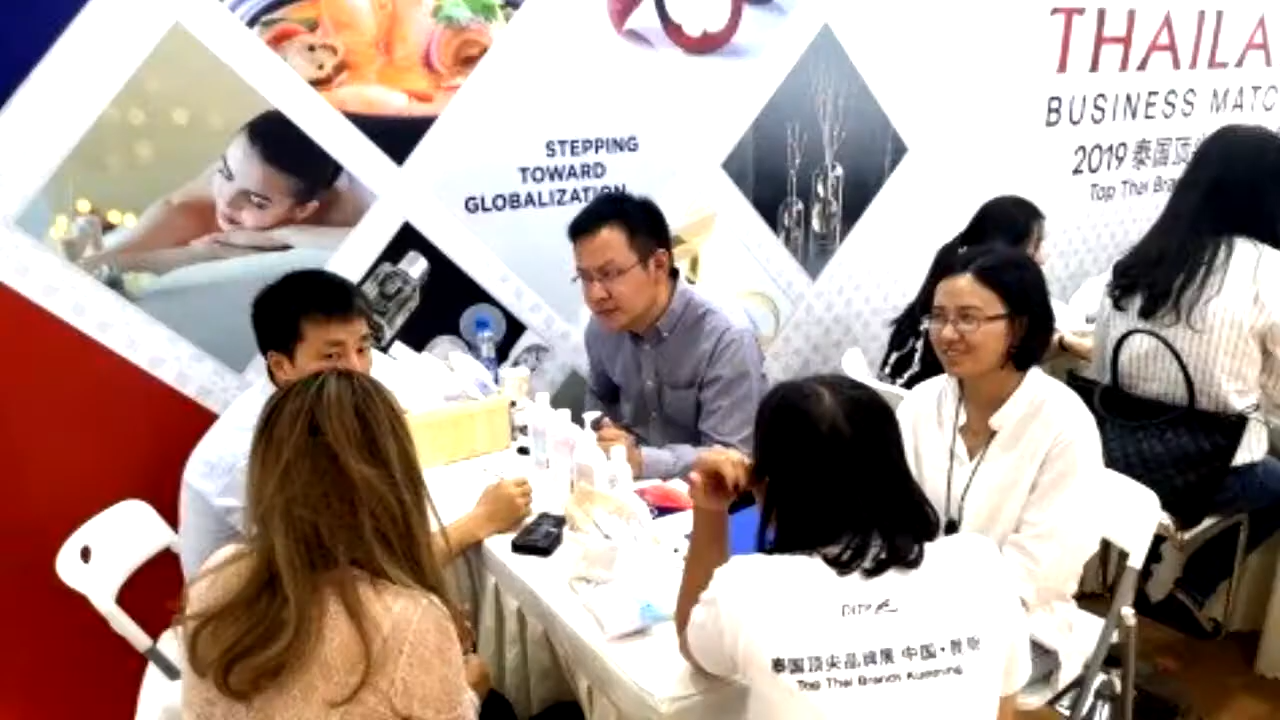 STEPPING
TOWARD
GLOBALIZATION
THAILA
BUSINESS MATC
2019 泰国顶
Top Thai Bra
DITP
泰国顶尖品牌展 中国·昆明
Top Thai Brands Kunming